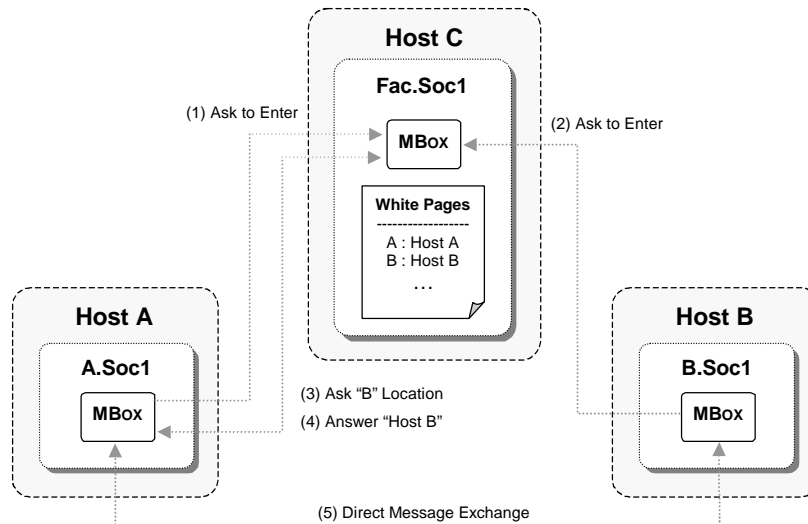 Host C
Fac.Soc1
(1) Ask to Enter
(2) Ask to Enter
MBOX
White Pages
------------------
A : Host A
B : Host B
...
Host A
Host B
A.Soc1
B.Soc1
(3) Ask “B” Location
MBOX
MBOX
(4) Answer “Host B”
(5) Direct Message Exchange